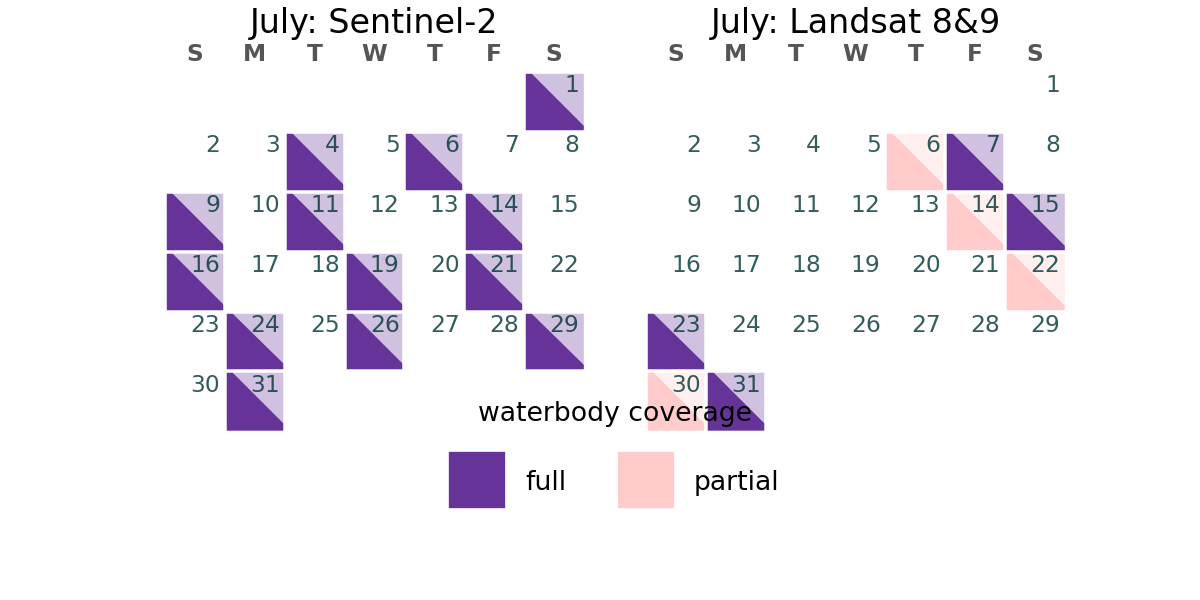 July: Sentinel-2
S M T W T F S
1
2 3 4 5 6 7 8
9 10 11 12 13 14 15
16 17 18 19 20 21 22
23 24 25 26 27 28 29
30 31
July: Landsat 8&9
S M T W T F S
1
2 3 4 5 6 7 8
9 10 11 12 13 14 15
16 17 18 19 20 21 22
23 24 25 26 27 28 29
30 31
waterbody coverage
full partial